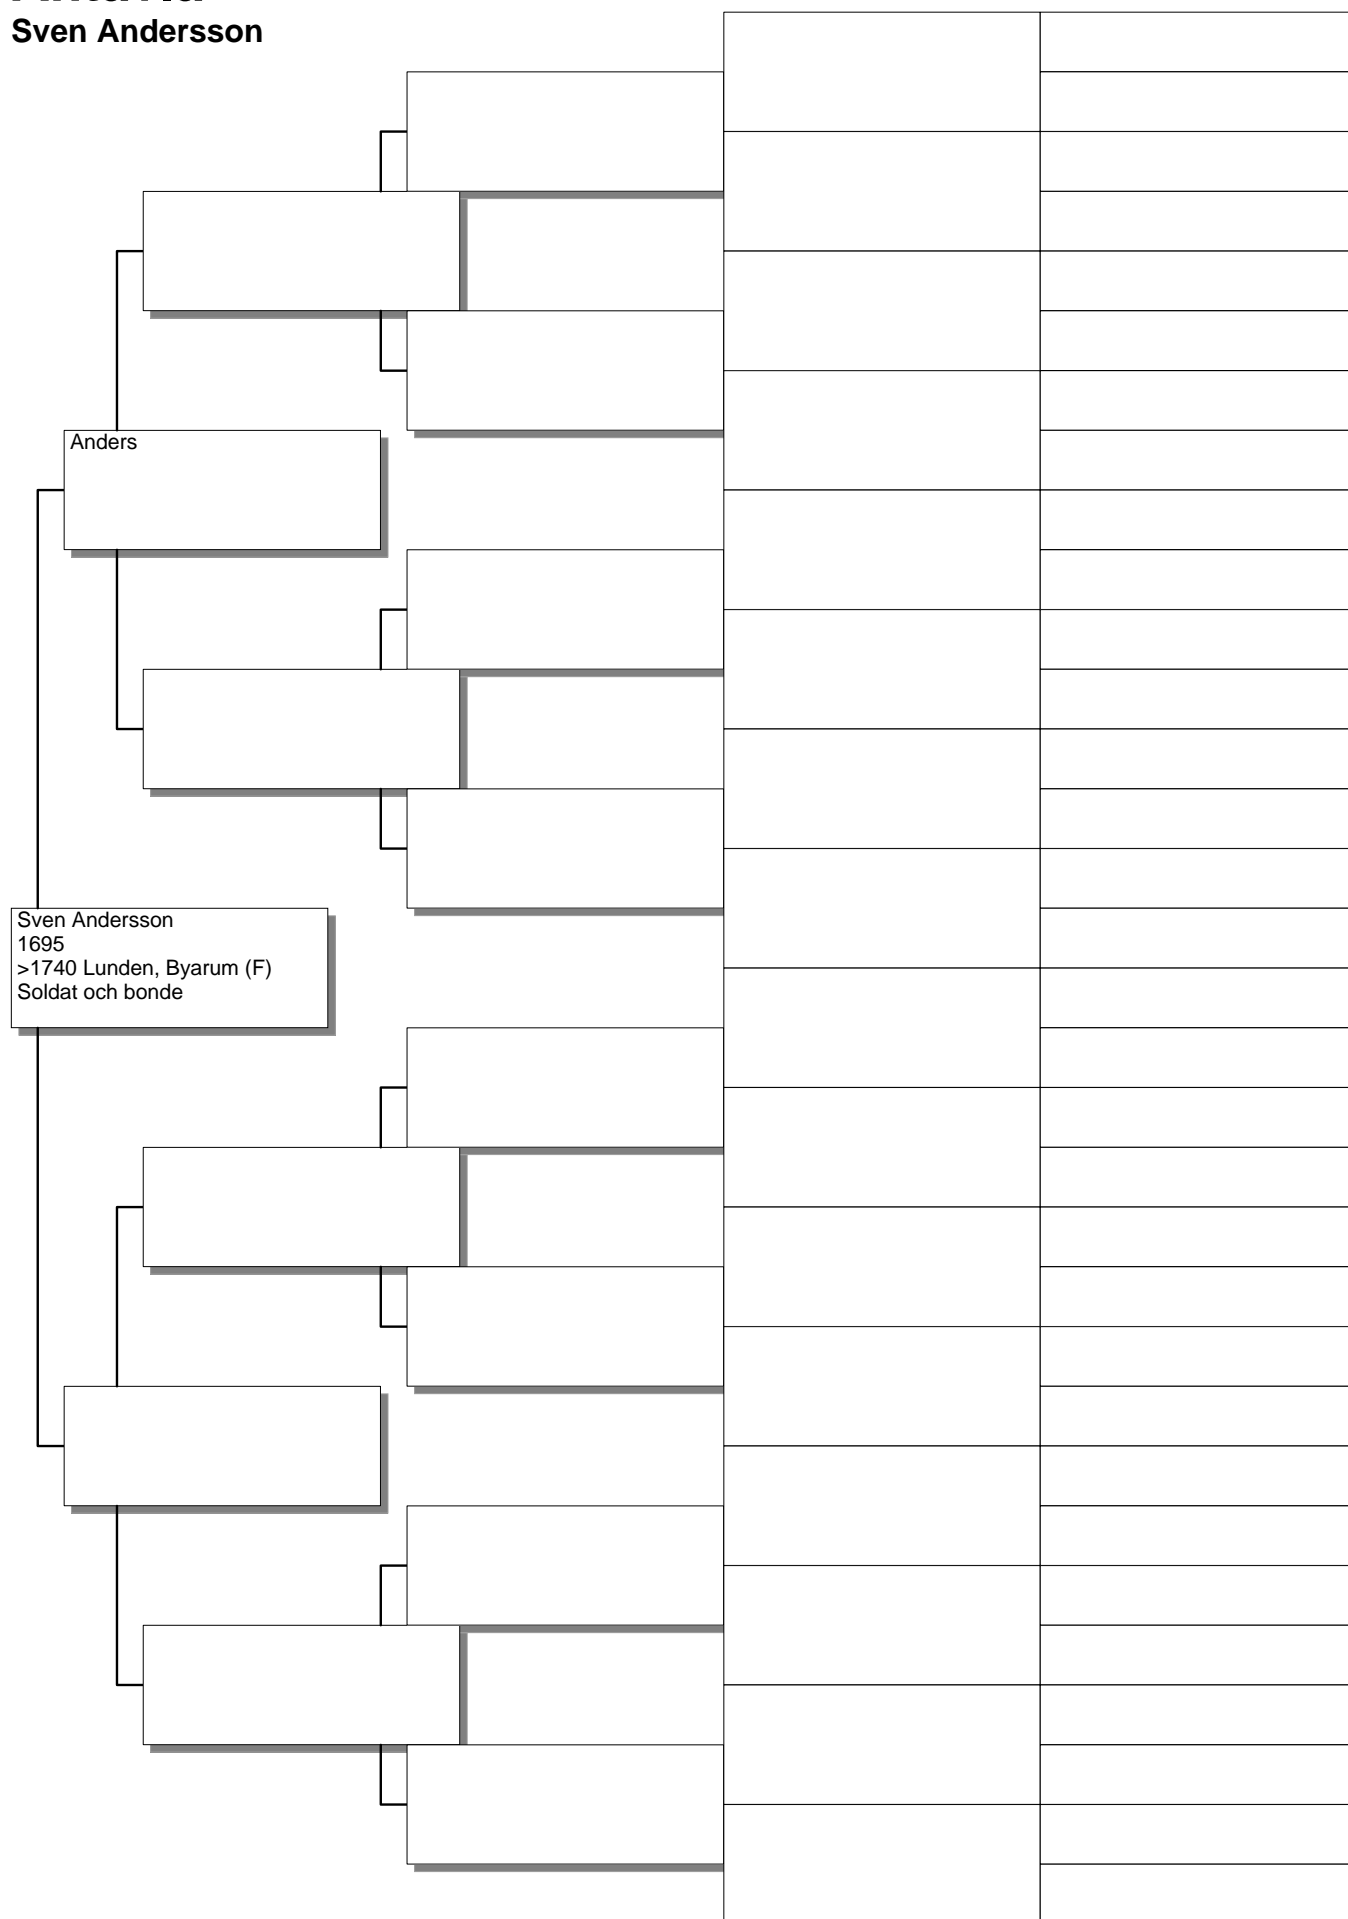 Sven Andersson
Anders
Sven Andersson
1695
>1740 Lunden, Byarum (F)
Soldat och bonde